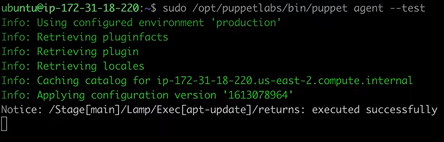 ubuntu@ip-172-31-18-220:~$ sudo /opt/puppetlabs/bin/puppet agent --test
Info: Using configured environment 'production'
Info: Retrieving pluginfacts
Info: Retrieving plugin
Info: Retrieving locales
Info: Caching catalog for ip-172-31-18-220.us-east-2.compute.internal
Info: Applying configuration version '1613078964'
Notice: /Stage[main]/Lamp/Exec[apt-update]/returns: executed successfully